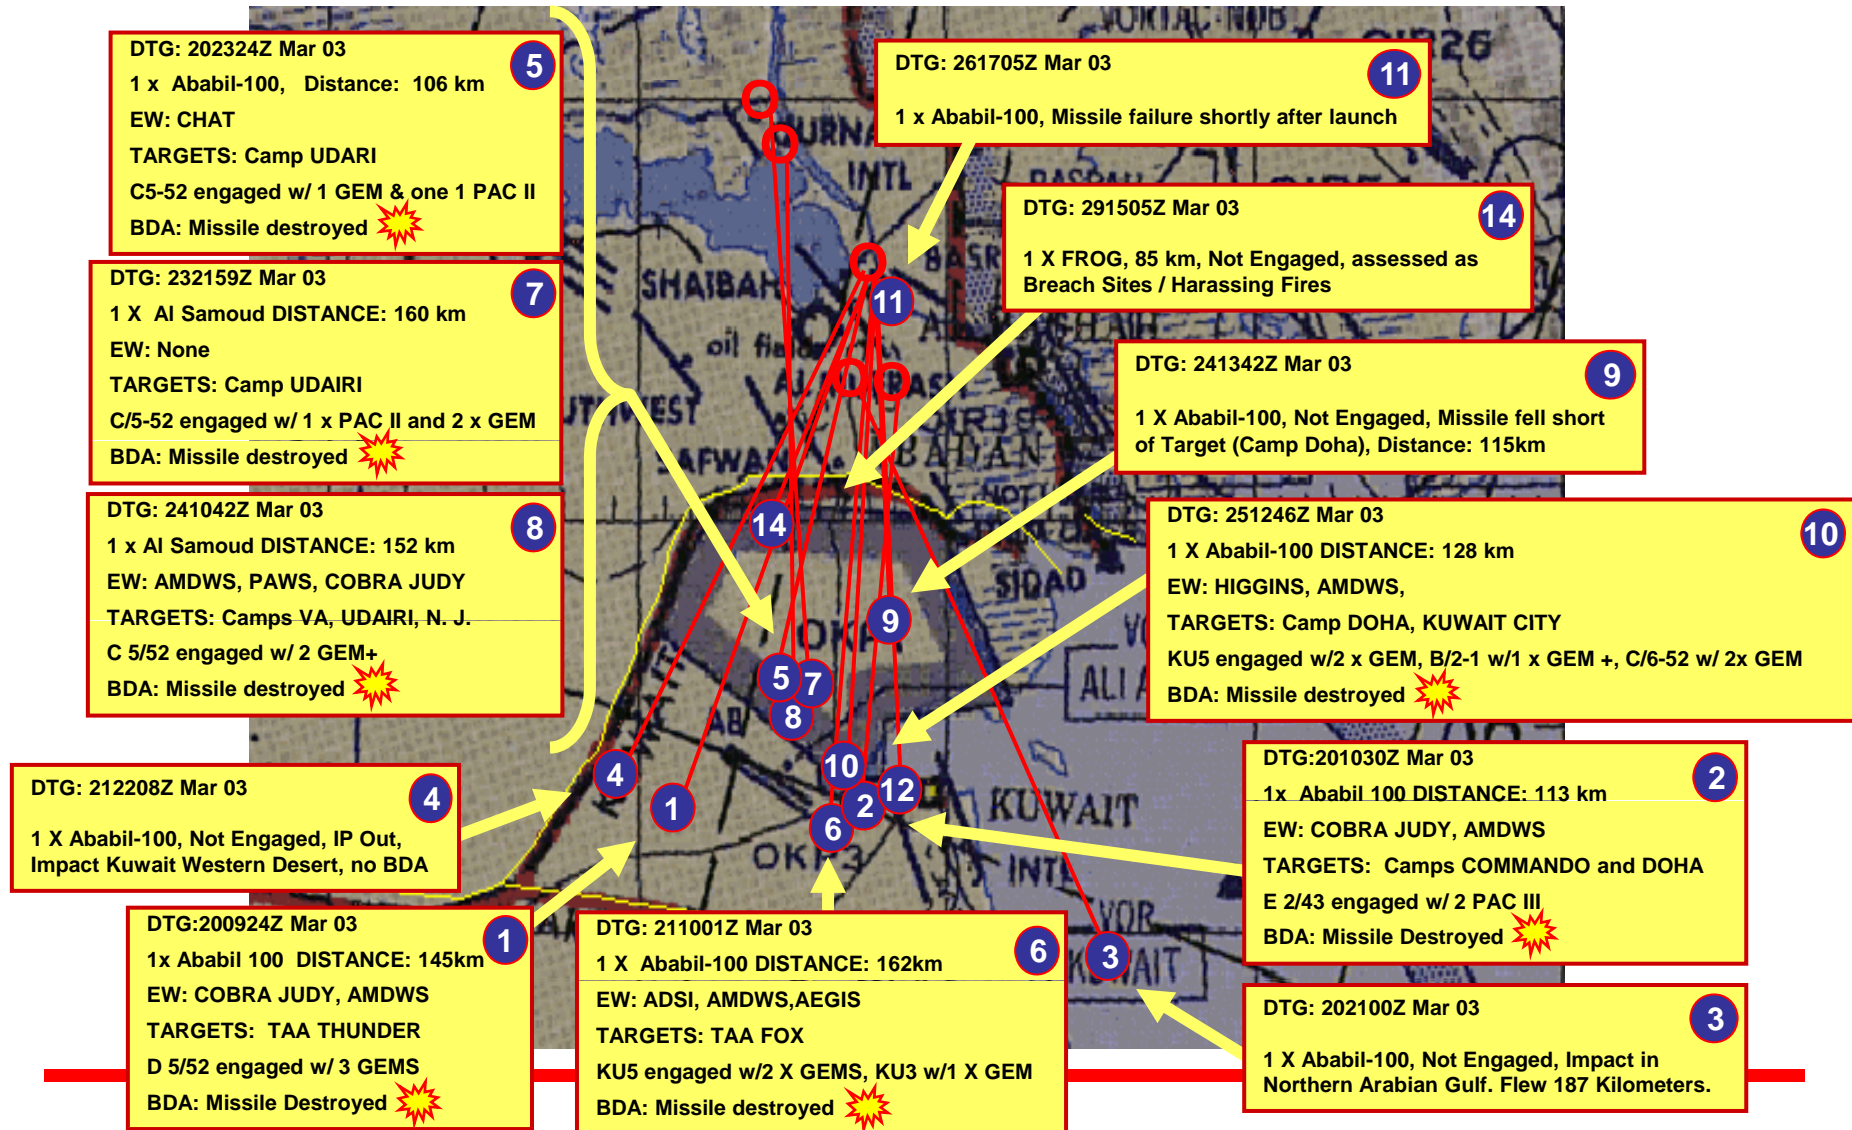 DTG: 202324Z Mar 03
5
1 x Ababil-100, Distance: 106 km
EW: CHAT
TARGETS: Camp UDARI
C5-52 engaged w/ 1 GEM & one 1 PAC II
BDA: Missile destroyed
DTG: 232159Z Mar 03
7
1 X Al Samoud DISTANCE: 160 km
EW: None
TARGETS: Camp UDAIRI
C/5-52 engaged w/ 1 x PAC II and 2 x GEM
BDA: Missile destroyed
DTG: 241042Z Mar 03
8
1 x Al Samoud DISTANCE: 152 km
EW: AMDWS, PAWS, COBRA JUDY
TARGETS: Camps VA, UDAIRI, N. J.
C 5/52 engaged w/ 2 GEM+
BDA: Missile destroyed
DTG: 212208Z Mar 03
4
1 X Ababil-100, Not Engaged, IP Out,
Impact Kuwait Western Desert, no BDA
DTG:200924Z Mar 03
1
1x Ababil 100 DISTANCE: 145km
EW: COBRA JUDY, AMDWS
TARGETS: TAA THUNDER
D 5/52 engaged w/ 3 GEMS
BDA: Missile Destroyed
DTG: 211001Z Mar 03
6
1 X Ababil-100 DISTANCE: 162km
EW: ADSI, AMDWS,AEGIS
TARGETS: TAA FOX
KU5 engaged w/2 X GEMS, KU3 w/1 X GEM
BDA: Missile destroyed
DTG: 261705Z Mar 03
11
1 x Ababil-100, Missile failure shortly after launch
DTG: 291505Z Mar 03
14
1 X FROG, 85 km, Not Engaged, assessed as
Breach Sites / Harassing Fires
DTG: 241342Z Mar 03
9
1 X Ababil-100, Not Engaged, Missile fell short
of Target (Camp Doha), Distance: 115km
DTG: 251246Z Mar 03
10
1 X Ababil-100 DISTANCE: 128 km
EW: HIGGINS, AMDWS,
TARGETS: Camp DOHA, KUWAIT CITY
KU5 engaged w/2 x GEM, B/2-1 w/1 x GEM +, C/6-52 w/ 2x GEM
BDA: Missile destroyed
DTG:201030Z Mar 03
2
1x Ababil 100 DISTANCE: 113 km
EW: COBRA JUDY, AMDWS
TARGETS: Camps COMMANDO and DOHA
E 2/43 engaged w/ 2 PAC III
BDA: Missile Destroyed
DTG: 202100Z Mar 03
3
1 X Ababil-100, Not Engaged, Impact in
Northern Arabian Gulf. Flew 187 Kilometers.
INTL
SHAIBAH
11
oil
AFWAN
14
SIDAD
9
5
7
8
AB
4
1
10
12
2
6
KUWAIT
OKF3
VOR
3
KUWAIT